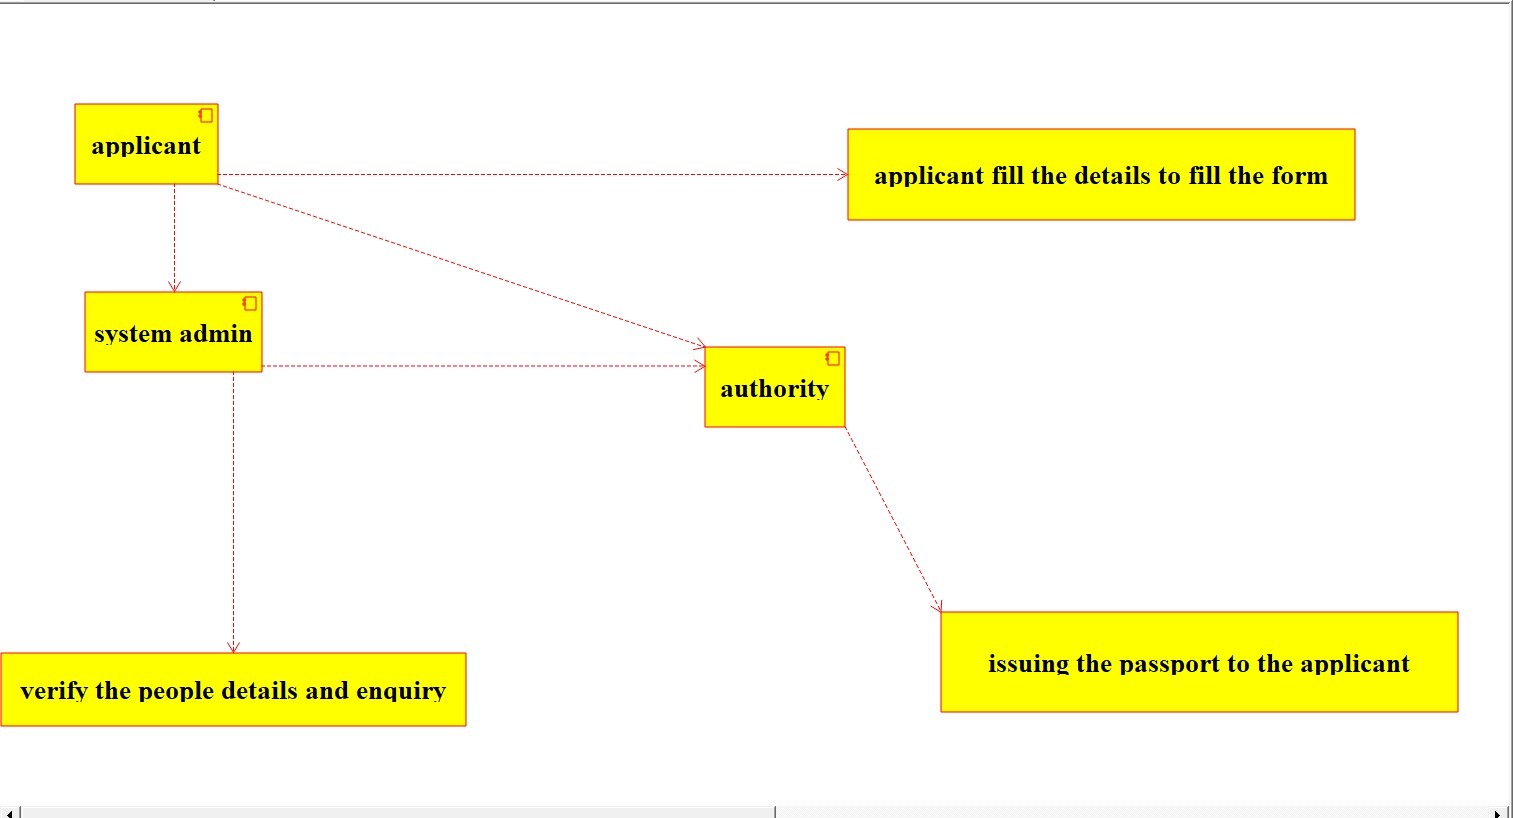 applicant
applicant fill the details to fill the form
system admin
authority
issuing the passport to the applicant
verify the people details and enquiry